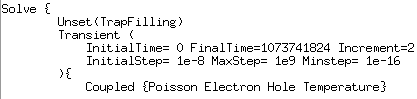 Solve {
Unset(TrapFilling)
Transient (
InitialTime= 0 FinalTime=1073741824 Increment=2
InitialStep= 1e-8 MaxStep= 1e9 Minstep= 1e-16
){
Coupled {Poisson Electron Hole Temperature}